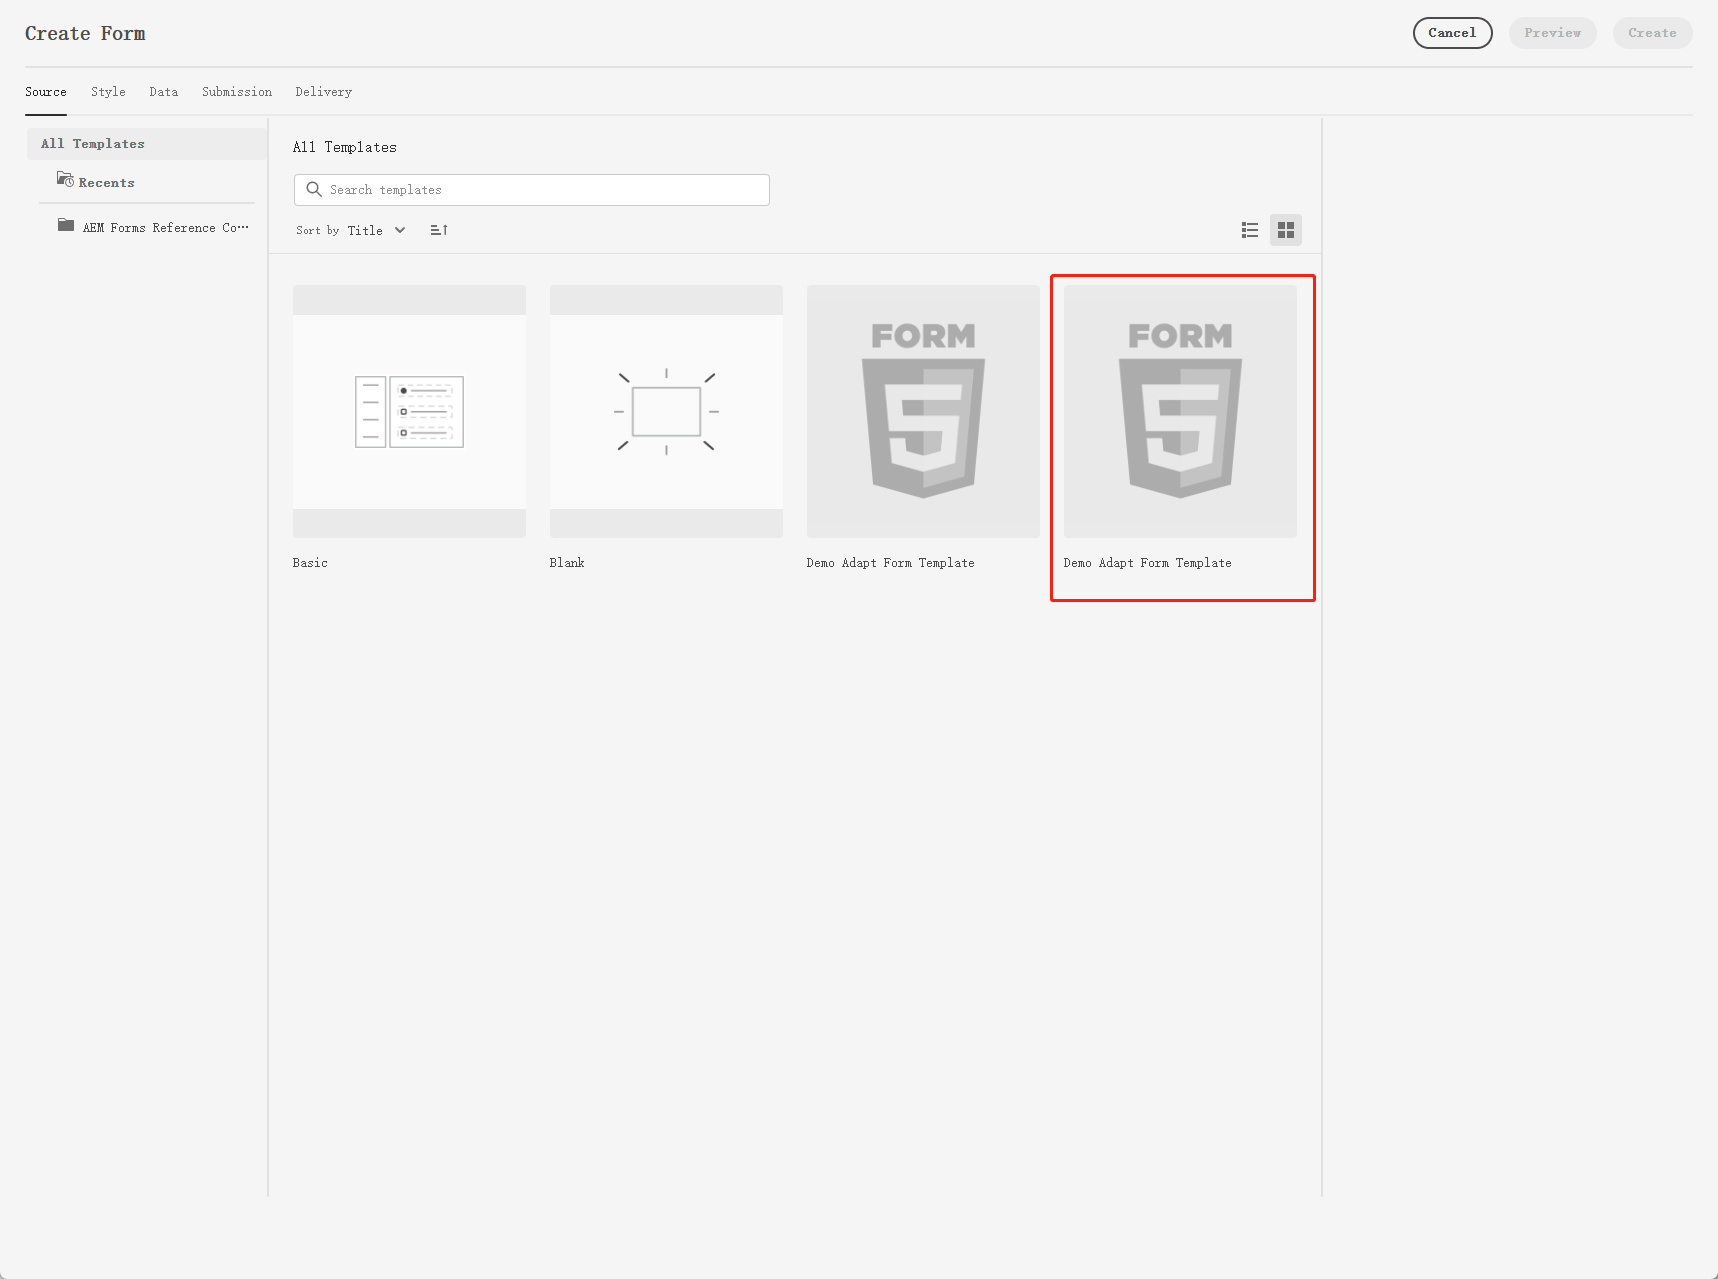 Create Form
Cancel
Preview
Create
Source
Style
Data
Submission
Delivery
All Templates
Recents
AEM Forms Reference Co…
All Templates
Search templates
Sort by Title
Basic
Blank
FORM
5
Demo Adapt Form Template
FORM
5
Demo Adapt Form Template